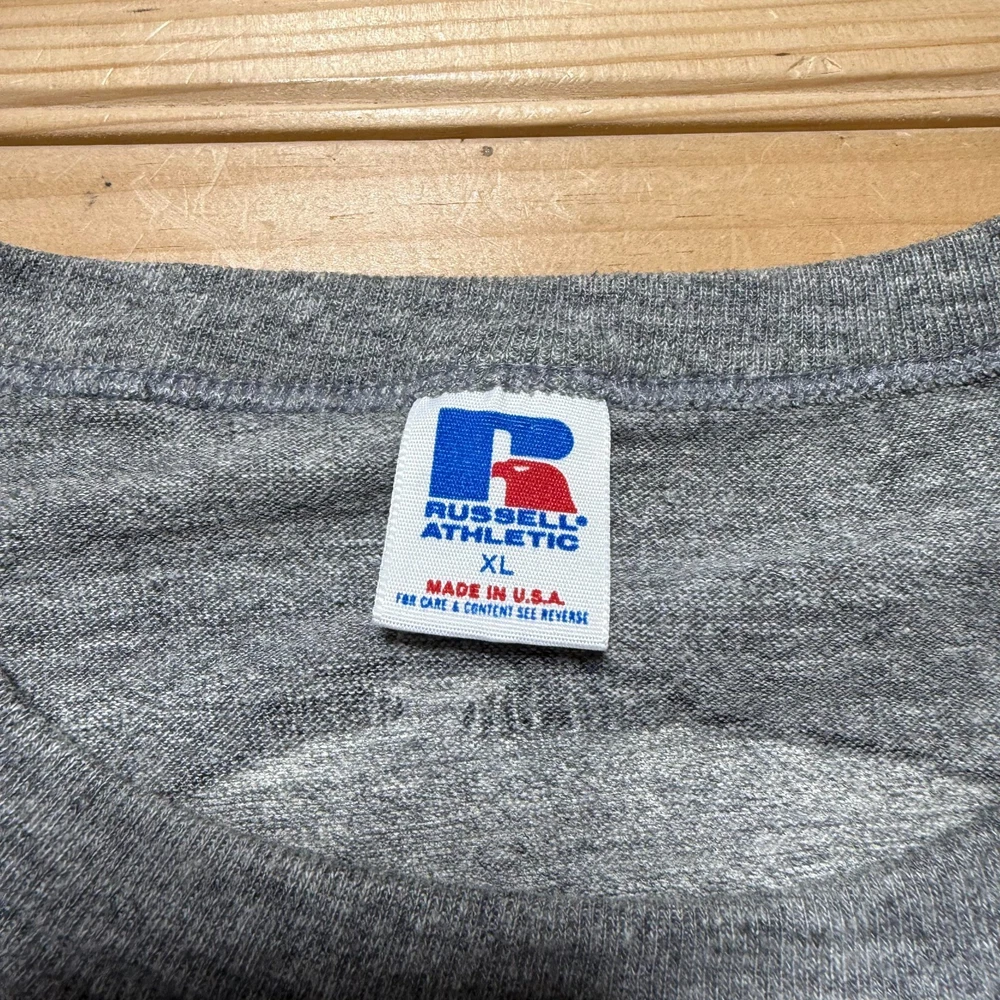 R
RUSSELL
ATHLETIC
XL
MADE IN U.S.A.
FOR CARE & CONTENT SEE REVERSE